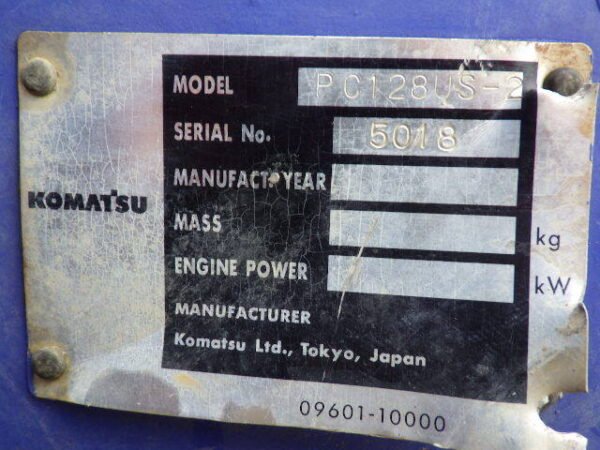 MODEL PC128US-2
SERIAL No. 5018
MANUFACT. YEAR
KOMATSU
MASS kg
ENGINE POWER kW
MANUFACTURER
Komatsu Ltd., Tokyo, Japan
09601-10000